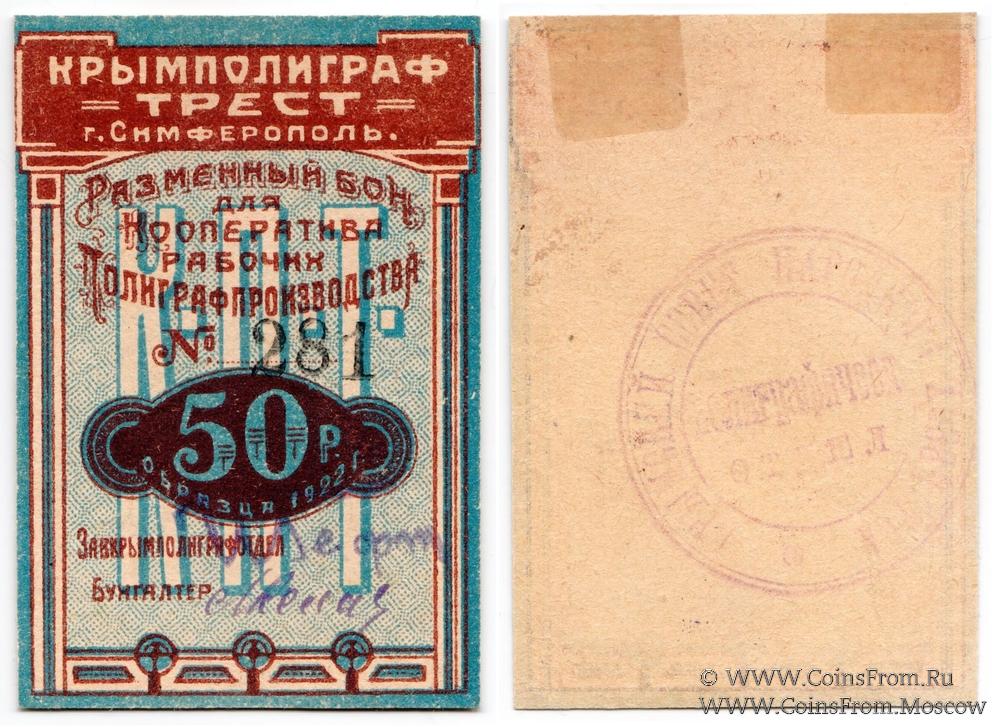 КРЫМПОЛИГРАФ
ТРЕСТ
г. Симферополь.
Разменный бон
для
Кооператива
рабочих
Полиграфпроизводства
К.П.Т.
№ 281
50 Р.
образца 1922 г.
Завкрымполиграфотдел
Бухгалтер
© WWW.CoinsFrom.Ru
WWW.CoinsFrom.Moscow